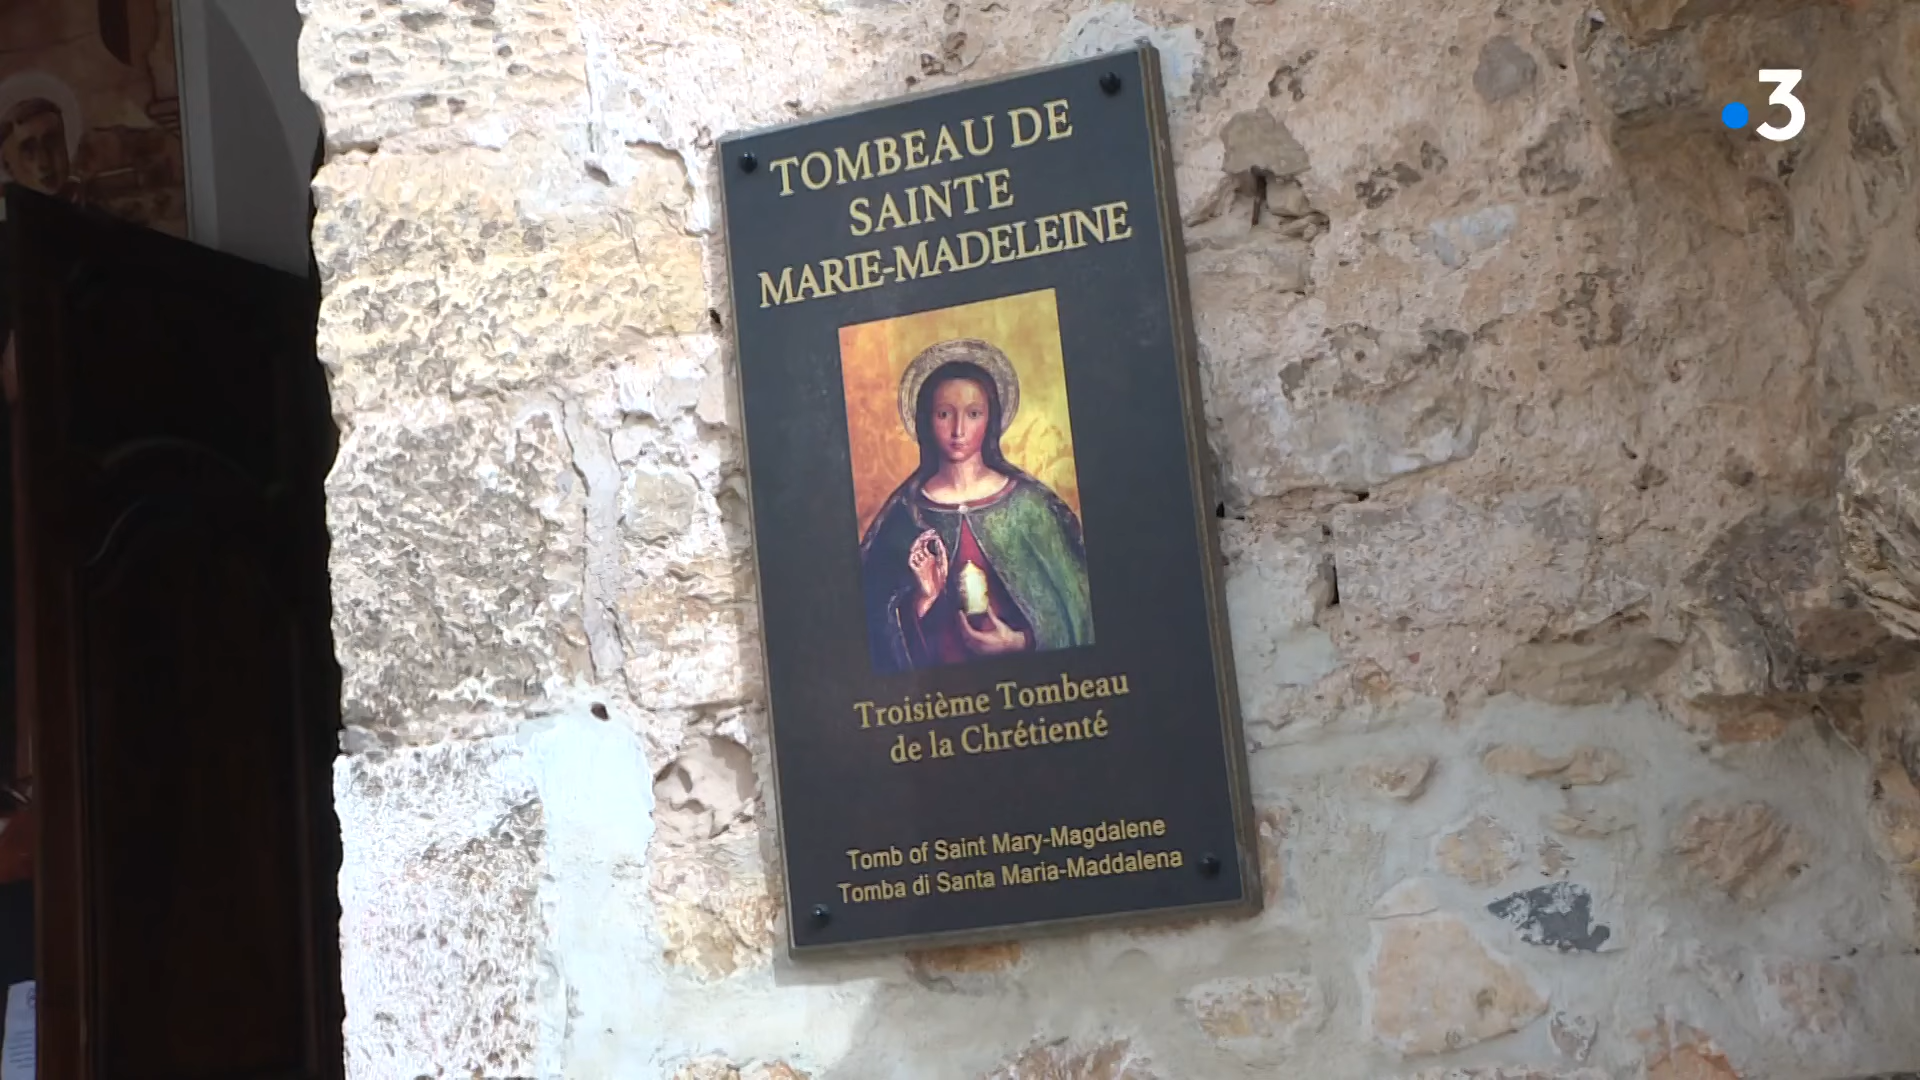 TOMBEAU DE
SAINTE
MARIE-MADELEINE
Troisième Tombeau
de la Chrétienté
Tomb of Saint Mary-Magdalene
Tomba di Santa Maria-Maddalena
3